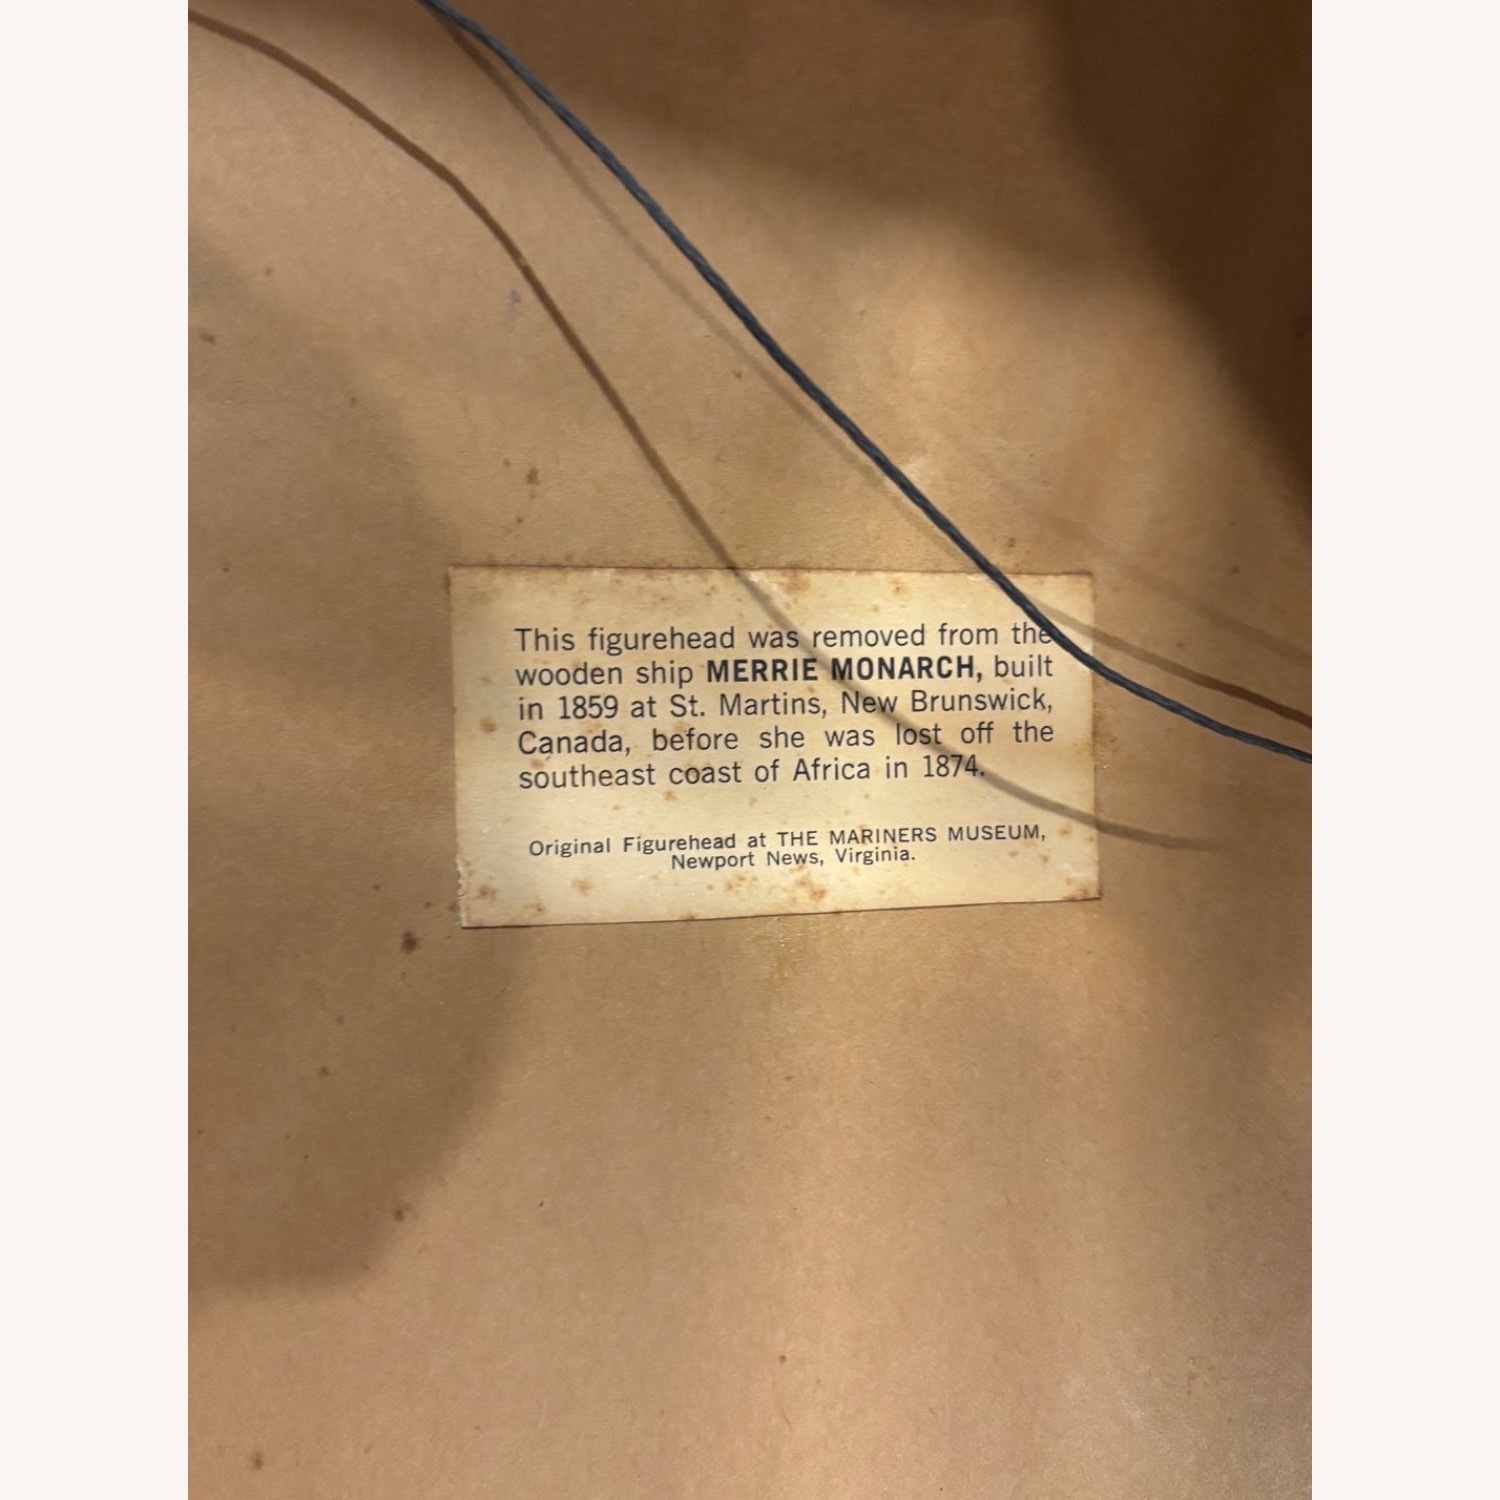 This figurehead was removed from the
wooden ship MERRIE MONARCH, built
in 1859 at St. Martins, New Brunswick,
Canada, before she was lost off the
southeast coast of Africa in 1874.
Original Figurehead at THE MARINERS MUSEUM,
Newport News, Virginia.